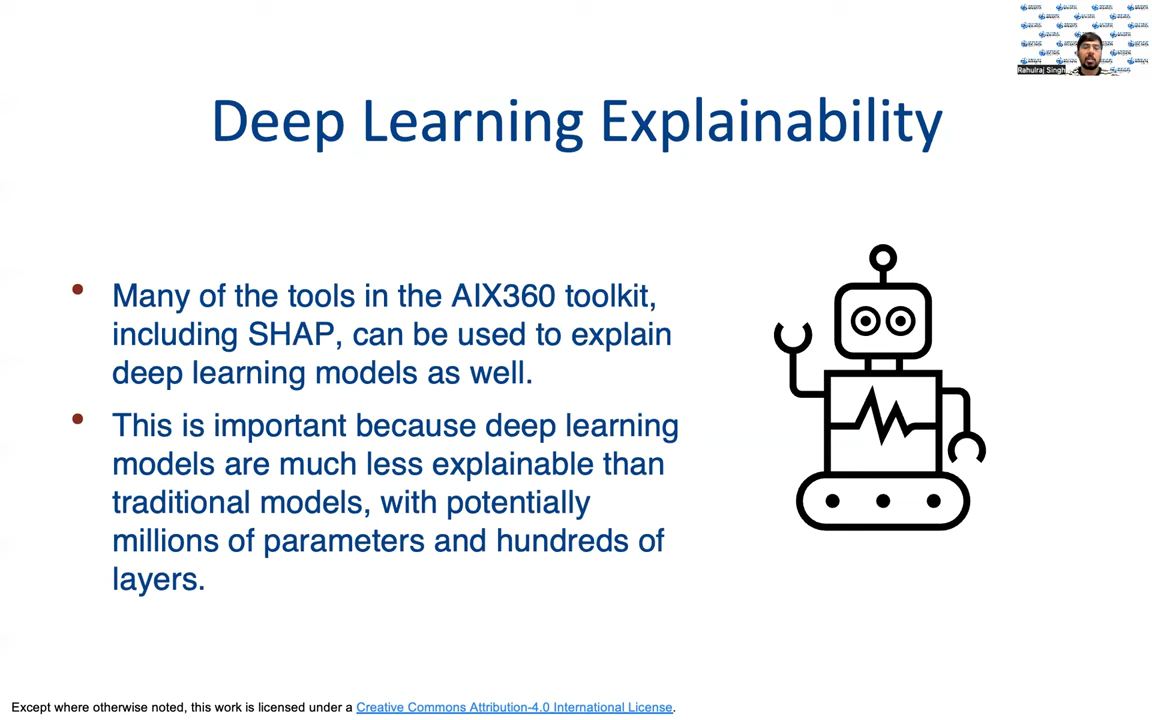 Rahulraj Singh
Deep Learning Explainability
• Many of the tools in the AIX360 toolkit,
including SHAP, can be used to explain
deep learning models as well.
• This is important because deep learning
models are much less explainable than
traditional models, with potentially
millions of parameters and hundreds of
layers.
Except where otherwise noted, this work is licensed under a Creative Commons Attribution-4.0 International License.